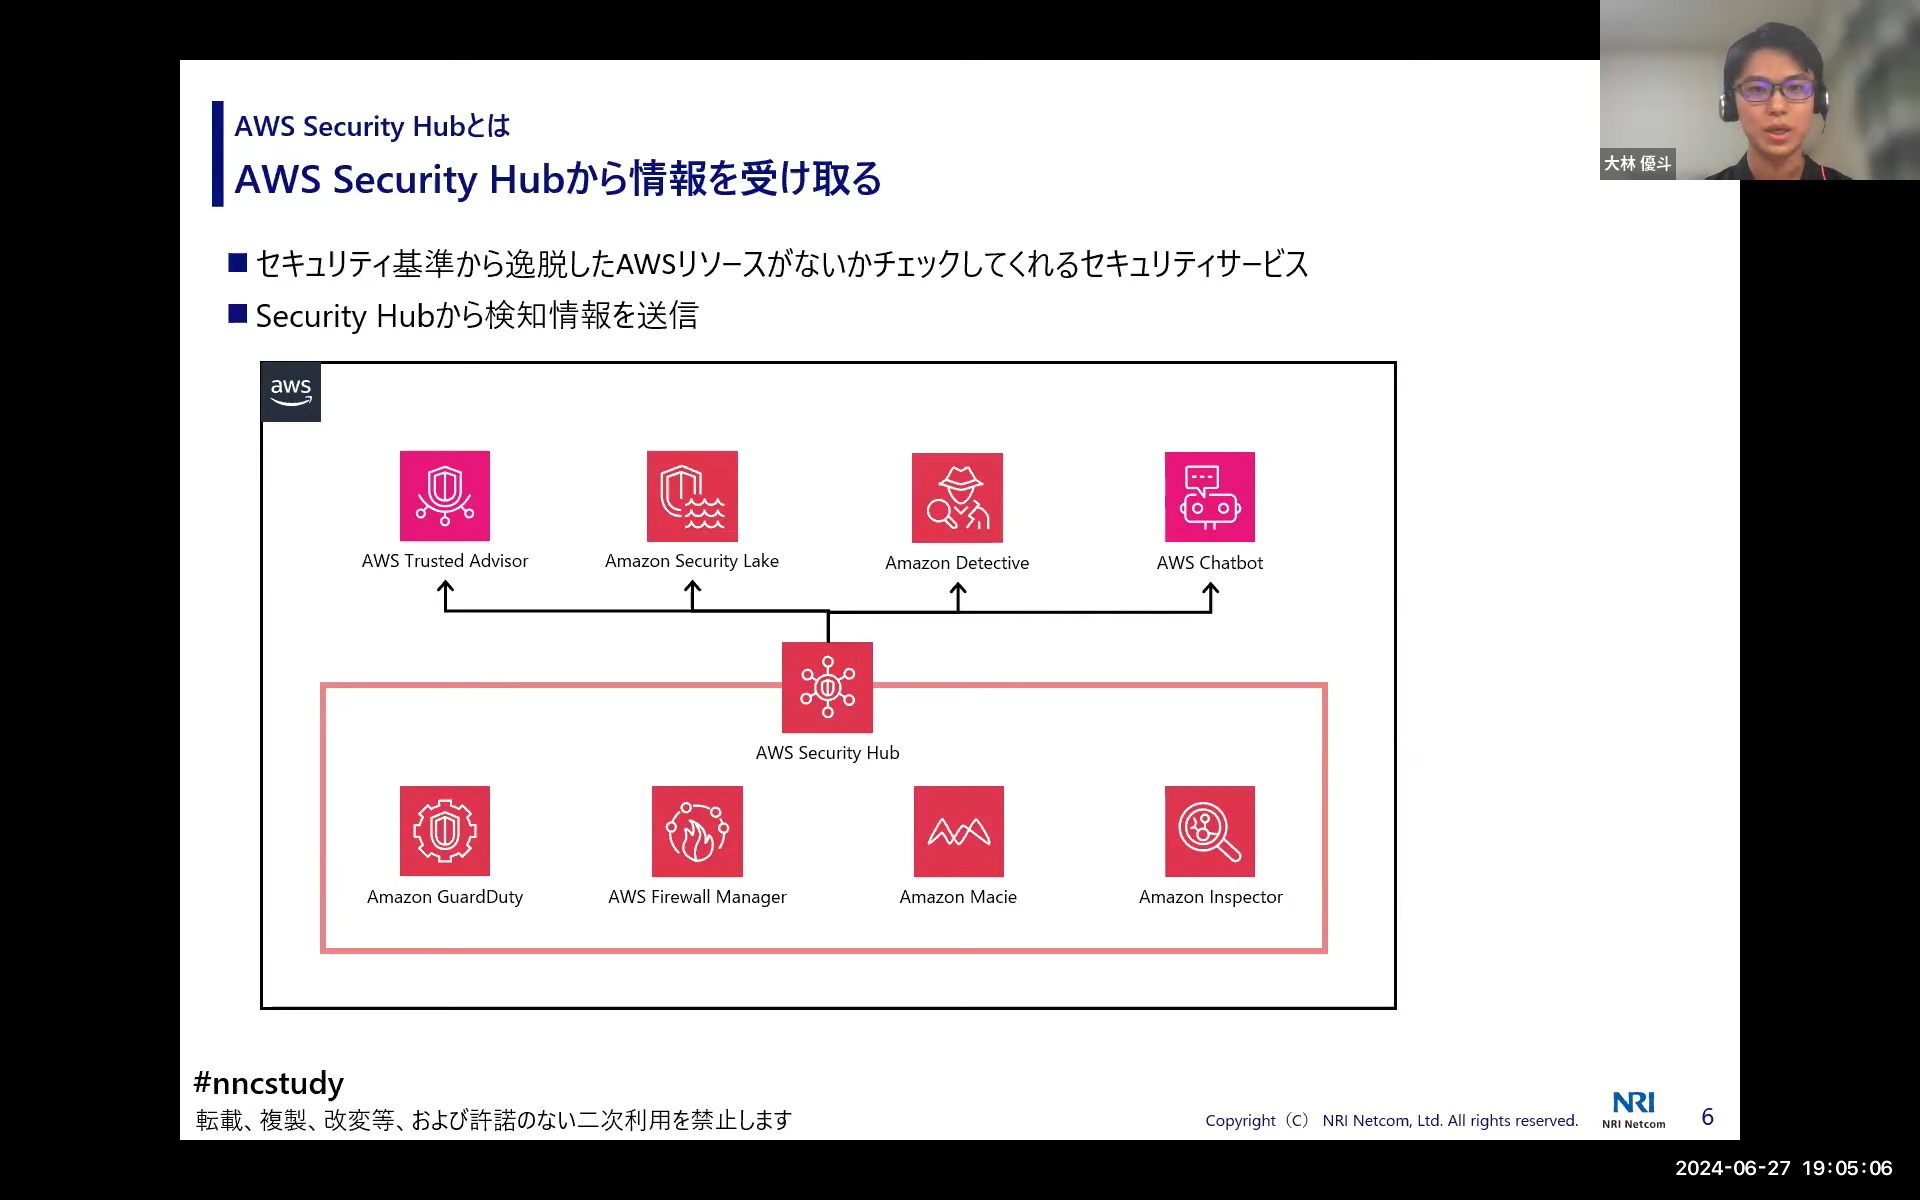 AWS Security Hubとは
AWS Security Hubから情報を受け取る
大林 優斗
セキュリティ基準から逸脱したAWSリソースがないかチェックしてくれるセキュリティサービス
Security Hubから検知情報を送信
aws
AWS Trusted Advisor
Amazon Security Lake
Amazon Detective
AWS Chatbot
AWS Security Hub
Amazon GuardDuty
AWS Firewall Manager
Amazon Macie
Amazon Inspector
#nncstudy
転載、複製、改変等、および許諾のない二次利用を禁止します
Copyright（C） NRI Netcom, Ltd. All rights reserved.
NRI
NRI Netcom
6
2024-06-27 19:05:06